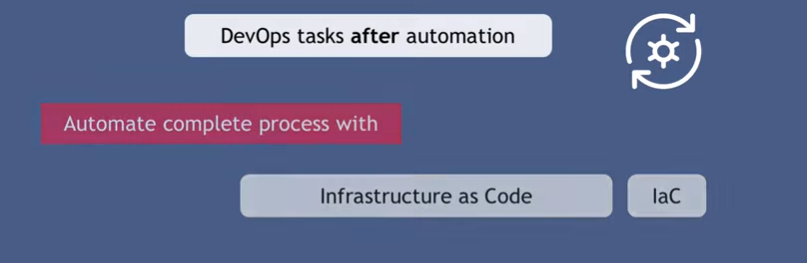 DevOps tasks after automation
Automate complete process with
Infrastructure as Code IaC